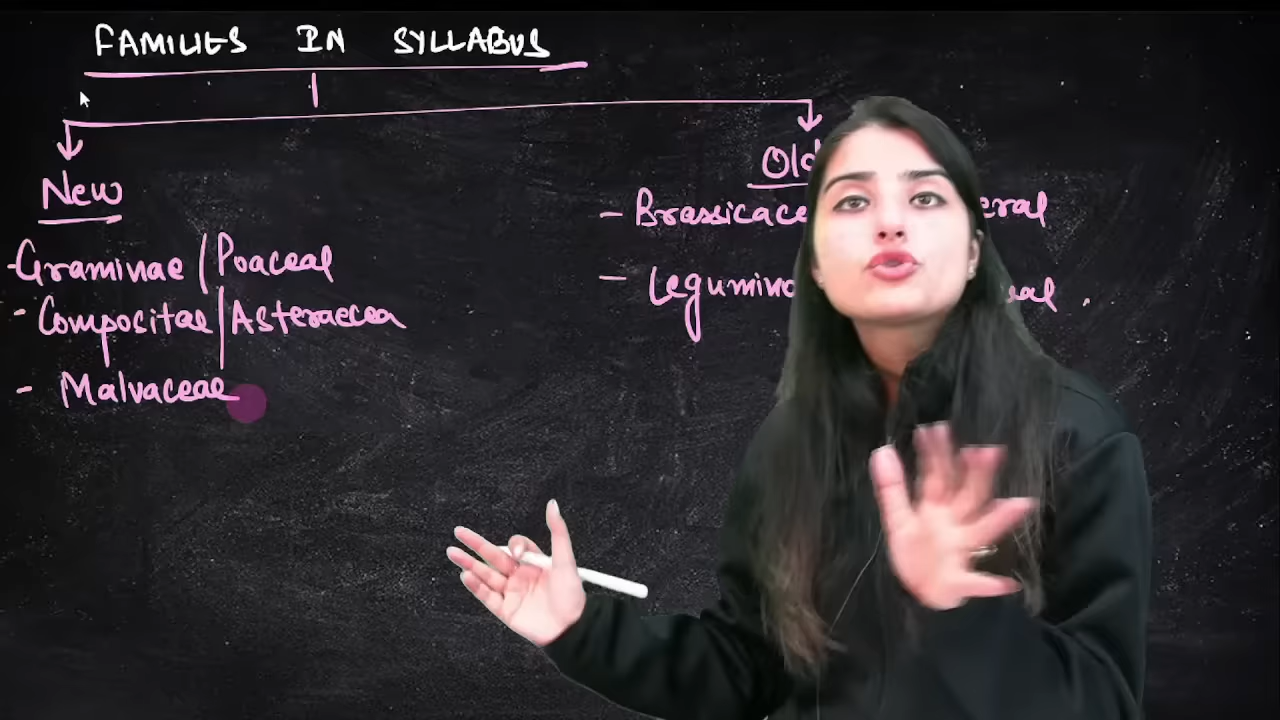 FAMILIES IN SYLLABUS
New
-Graminae / Poaceal
- Compositae / Asteraecea
- Malvaceae
Old
- Brassicace eral
- Legumino eal .